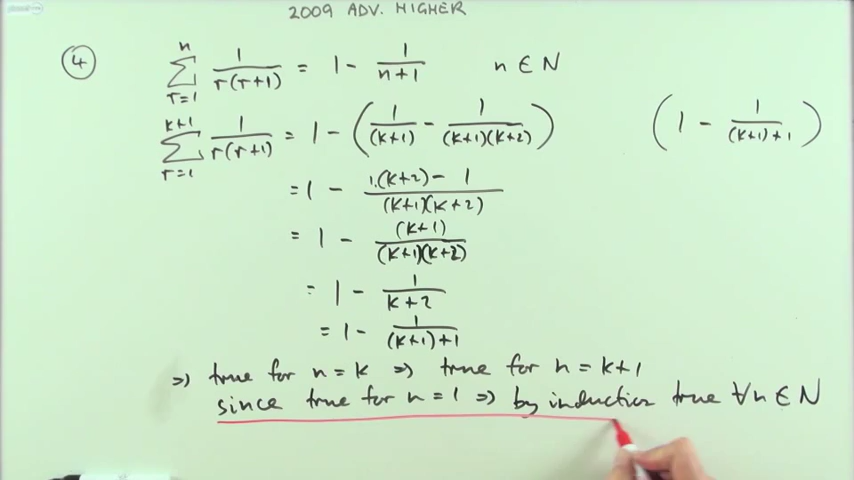 2009 ADV. HIGHER
④ n Σ r=1 1/r(r+1) = 1 - 1/n+1 n ∈ N
k+1 Σ r=1 1/r(r+1) = 1 - (1/(k+1) - 1/(k+1)(k+2)) (1 - 1/(k+1)+1)
= 1 - 1.(k+2) - 1/(k+1)(k+2)
= 1 - (k+1)/(k+1)(k+2)
= 1 - 1/k+2
= 1 - 1/(k+1)+1
⇒ true for n = k ⇒ true for n = k+1
since true for n = 1 ⇒ by induction true ∀n ∈ N